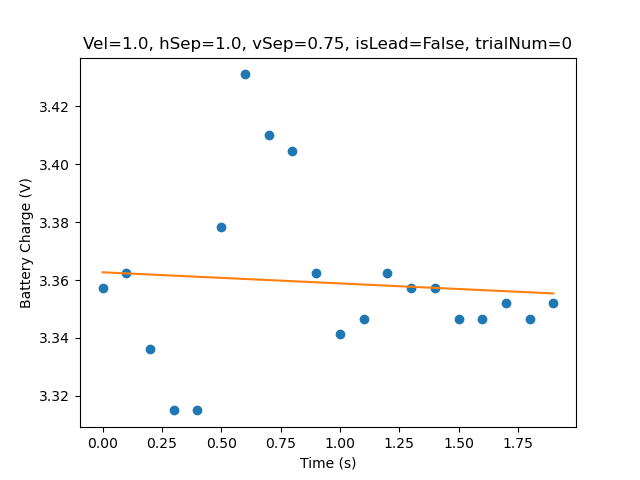 Vel=1.0, hSep=1.0, vSep=0.75, isLead=False, trialNum=0
Battery Charge (V)
3.42
3.40
3.38
3.36
3.34
3.32
0.00 0.25 0.50 0.75 1.00 1.25 1.50 1.75
Time (s)